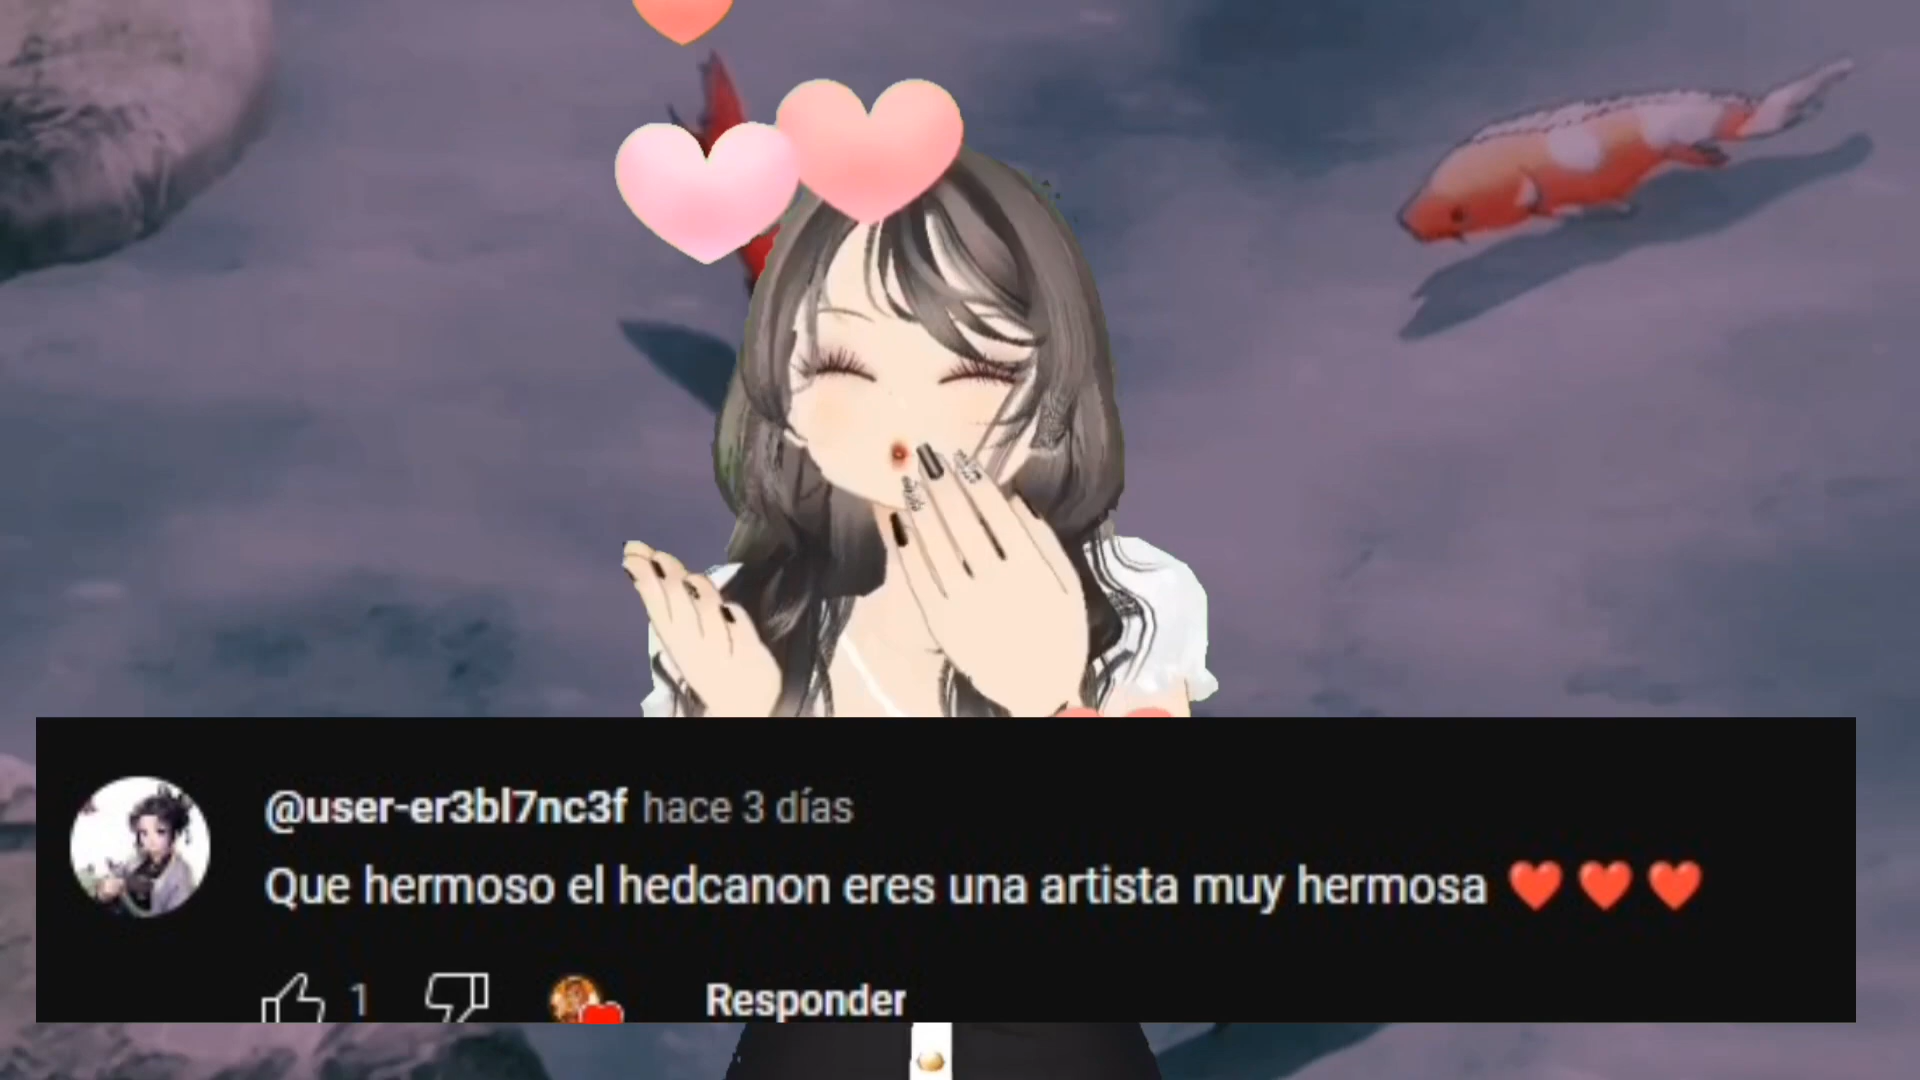 @user-er3bl7nc3f hace 3 días
Que hermoso el hedcanon eres una artista muy hermosa ❤️ ❤️ ❤️
1 Responder